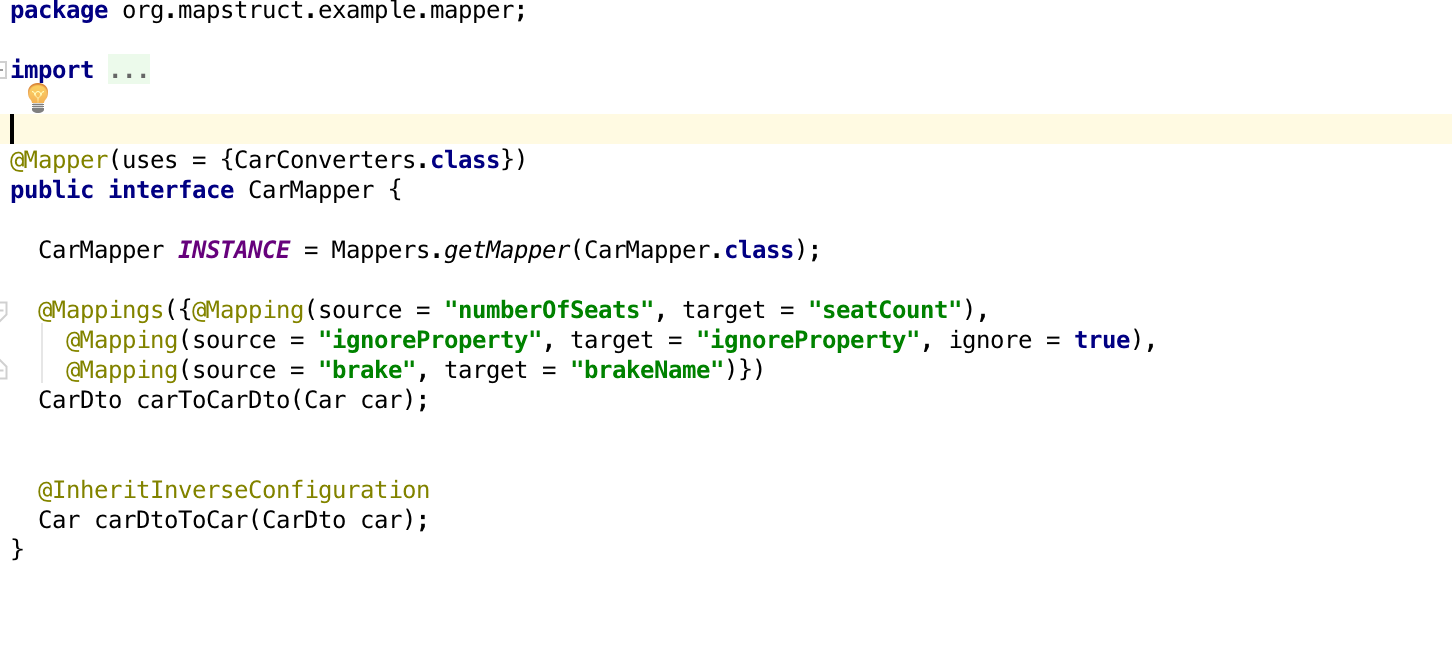 package org.mapstruct.example.mapper;
import ...
@Mapper(uses = {CarConverters.class})
public interface CarMapper {
CarMapper INSTANCE = Mappers.getMapper(CarMapper.class);
@Mappings({@Mapping(source = "numberOfSeats", target = "seatCount"),
@Mapping(source = "ignoreProperty", target = "ignoreProperty", ignore = true),
@Mapping(source = "brake", target = "brakeName")})
CarDto carToCarDto(Car car);
@InheritInverseConfiguration
Car carDtoToCar(CarDto car);
}